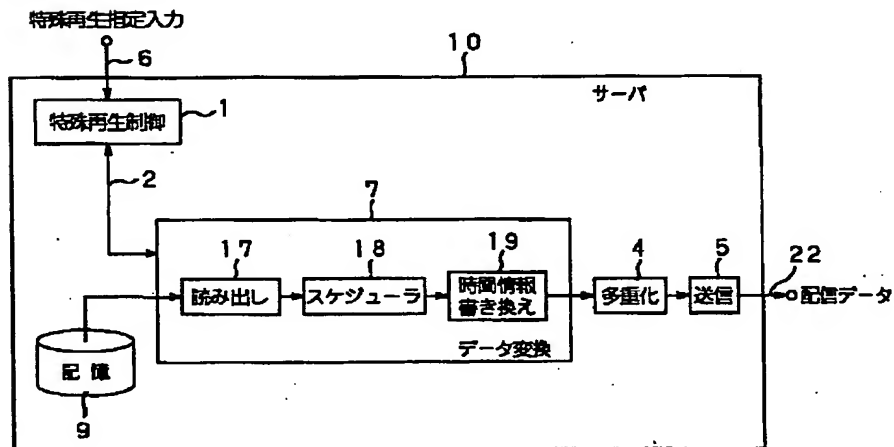 特殊再生指定入力
6
10
サーバ
特殊再生制御
1
2
7
17
18
19
4
5
22
読み出し
スケジューラ
時間情報
書き換え
多重化
送信
配信データ
データ変換
記憶
9